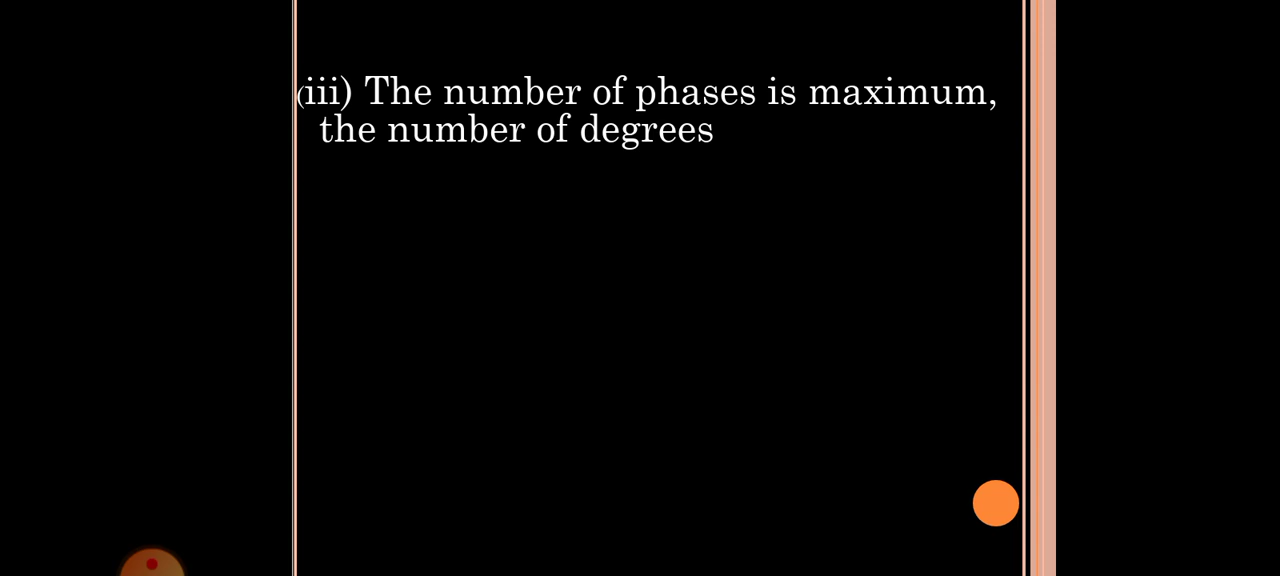 (iii) The number of phases is maximum,
the number of degrees